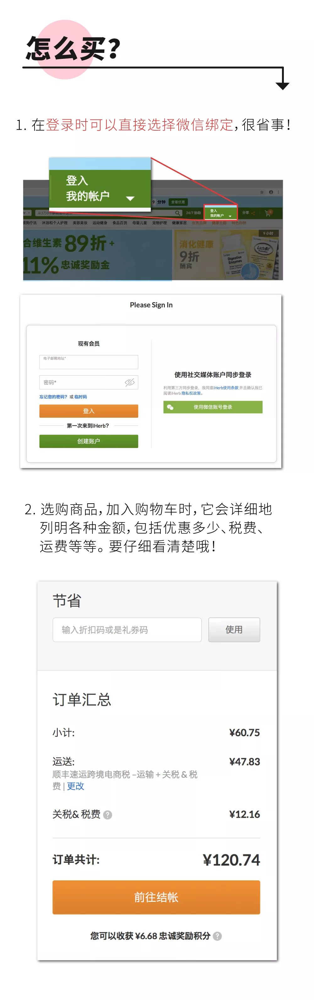 怎么买？
1. 在登录时可以直接选择微信绑定，很省事！
登入
我的帐户
9 分钟 查看优惠
24/7 协助
登入
我的帐户
分享
0
顺势疗法 沐浴和个人护理 美容美妆 运动健身 食品百货 母婴儿童 宠物护理 健康家居 在售品牌 健康主题 特色购物
合维生素 89折 +
11% 忠诚奖励金
消化健康
9折
酬宾
9小时
Digestive
Enzymes
LactoBif
Probiotics
Please Sign In
现有会员
电子邮箱地址*
密码*
忘记您的密码？ 或 临时码
登入
第一次来到iHerb？
创建账户
使用社交媒体账户同步登录
利用第三方同步登录，我同意iHerb使用条款 并且确认我已
阅读iHerb 隐私权政策。
使用微信账号登录
2. 选购商品，加入购物车时，它会详细地
列明各种金额，包括优惠多少、税费、
运费等等。要仔细看清楚哦！
节省
输入折扣码或是礼券码
使用
订单汇总
小计: ¥60.75
运送: ¥47.83
顺丰速运跨境电商税 –运输 + 关税 & 税
费 | 更改
关税& 税费 ? ¥12.16
订单共计: ¥120.74
前往结帐
您可以收获 ¥6.68 忠诚奖励积分 ?